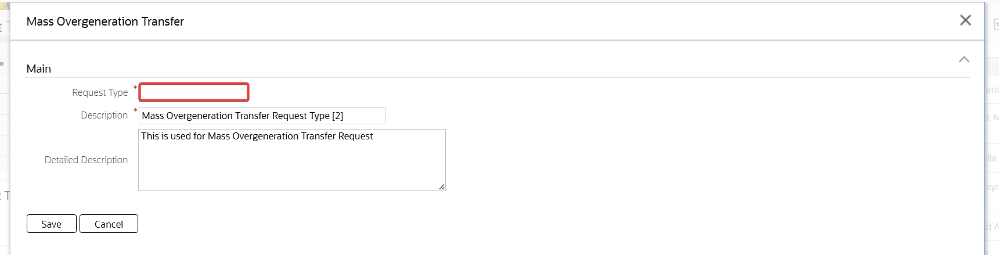 Mass Overgeneration Transfer
Main
Request Type *
Description * Mass Overgeneration Transfer Request Type [2]
Detailed Description This is used for Mass Overgeneration Transfer Request
Save Cancel